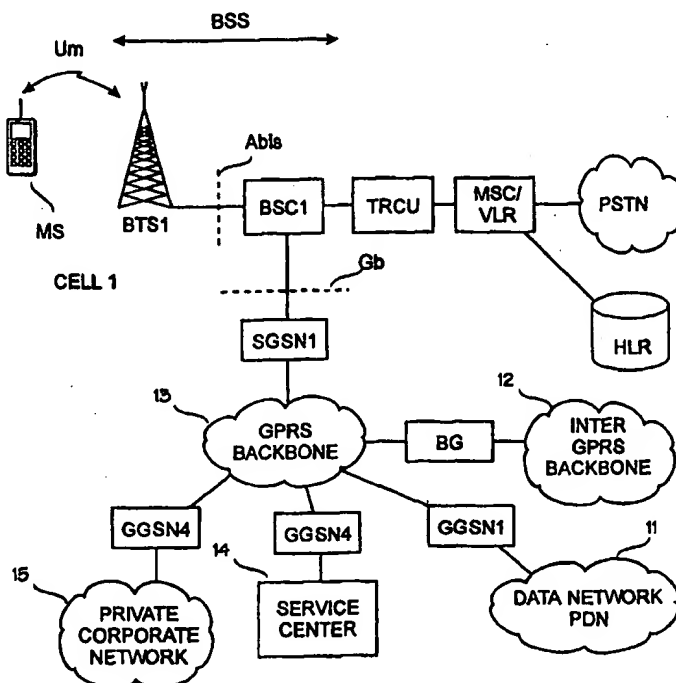 BSS
Um
Abis
BSC1
TRCU
MSC/
VLR
PSTN
MS
BTS1
CELL 1
Gb
HLR
SGSN1
13
GPRS
BACKBONE
BG
12
INTER
GPRS
BACKBONE
GGSN4
GGSN4
GGSN1
11
15
PRIVATE
CORPORATE
NETWORK
14
SERVICE
CENTER
DATA NETWORK
PDN